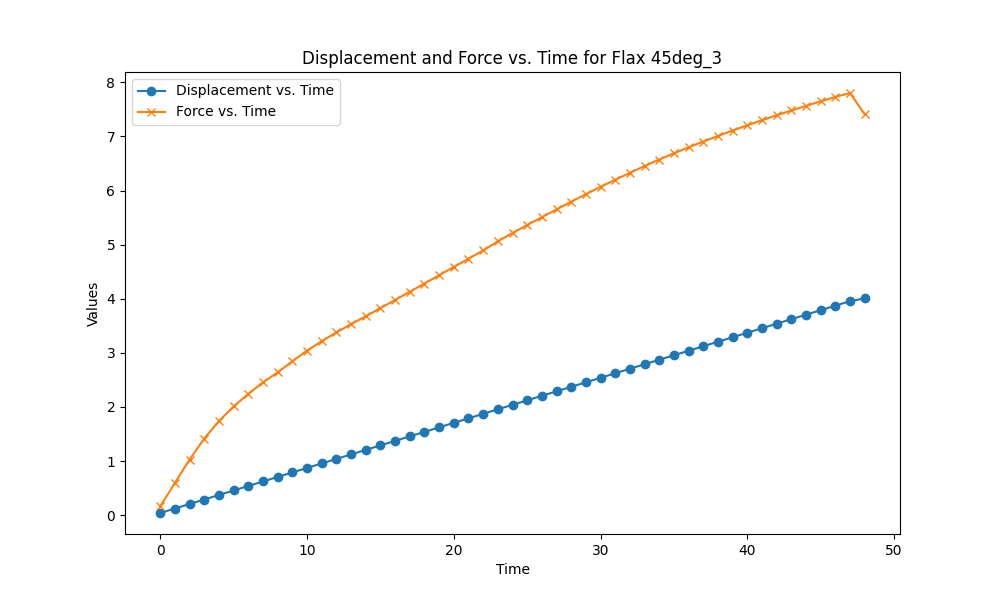 Displacement and Force vs. Time for Flax 45deg_3
Displacement vs. Time
Force vs. Time
Values
8
7
6
5
4
3
2
1
0
0 10 20 30 40 50
Time